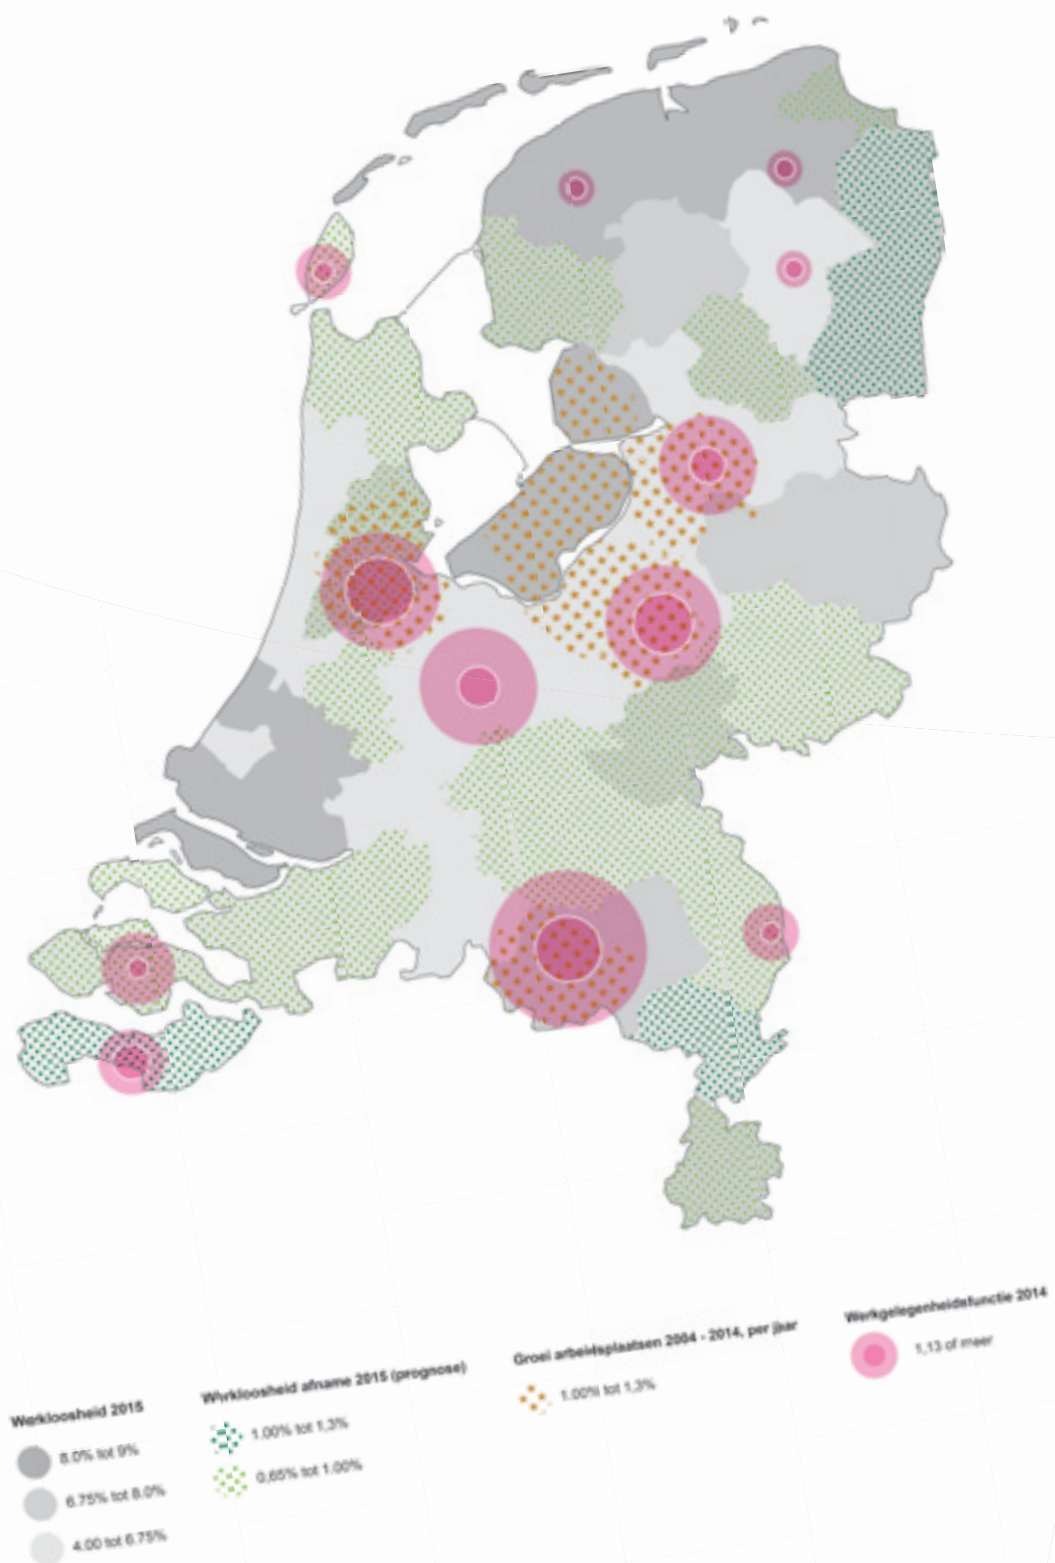 Werkloosheid 2015
8.0% tot 9%
6.75% tot 8.0%
4.00 tot 6.75%
Wirkloosheid afname 2015 (prognose)
1.00% tot 1,3%
0,65% tot 1.00%
Groei arbeidsplaatsen 2004 - 2014, per jaar
1.00% tot 1,3%
Werkgelegenheidsfunctie 2014
1,13 of meer